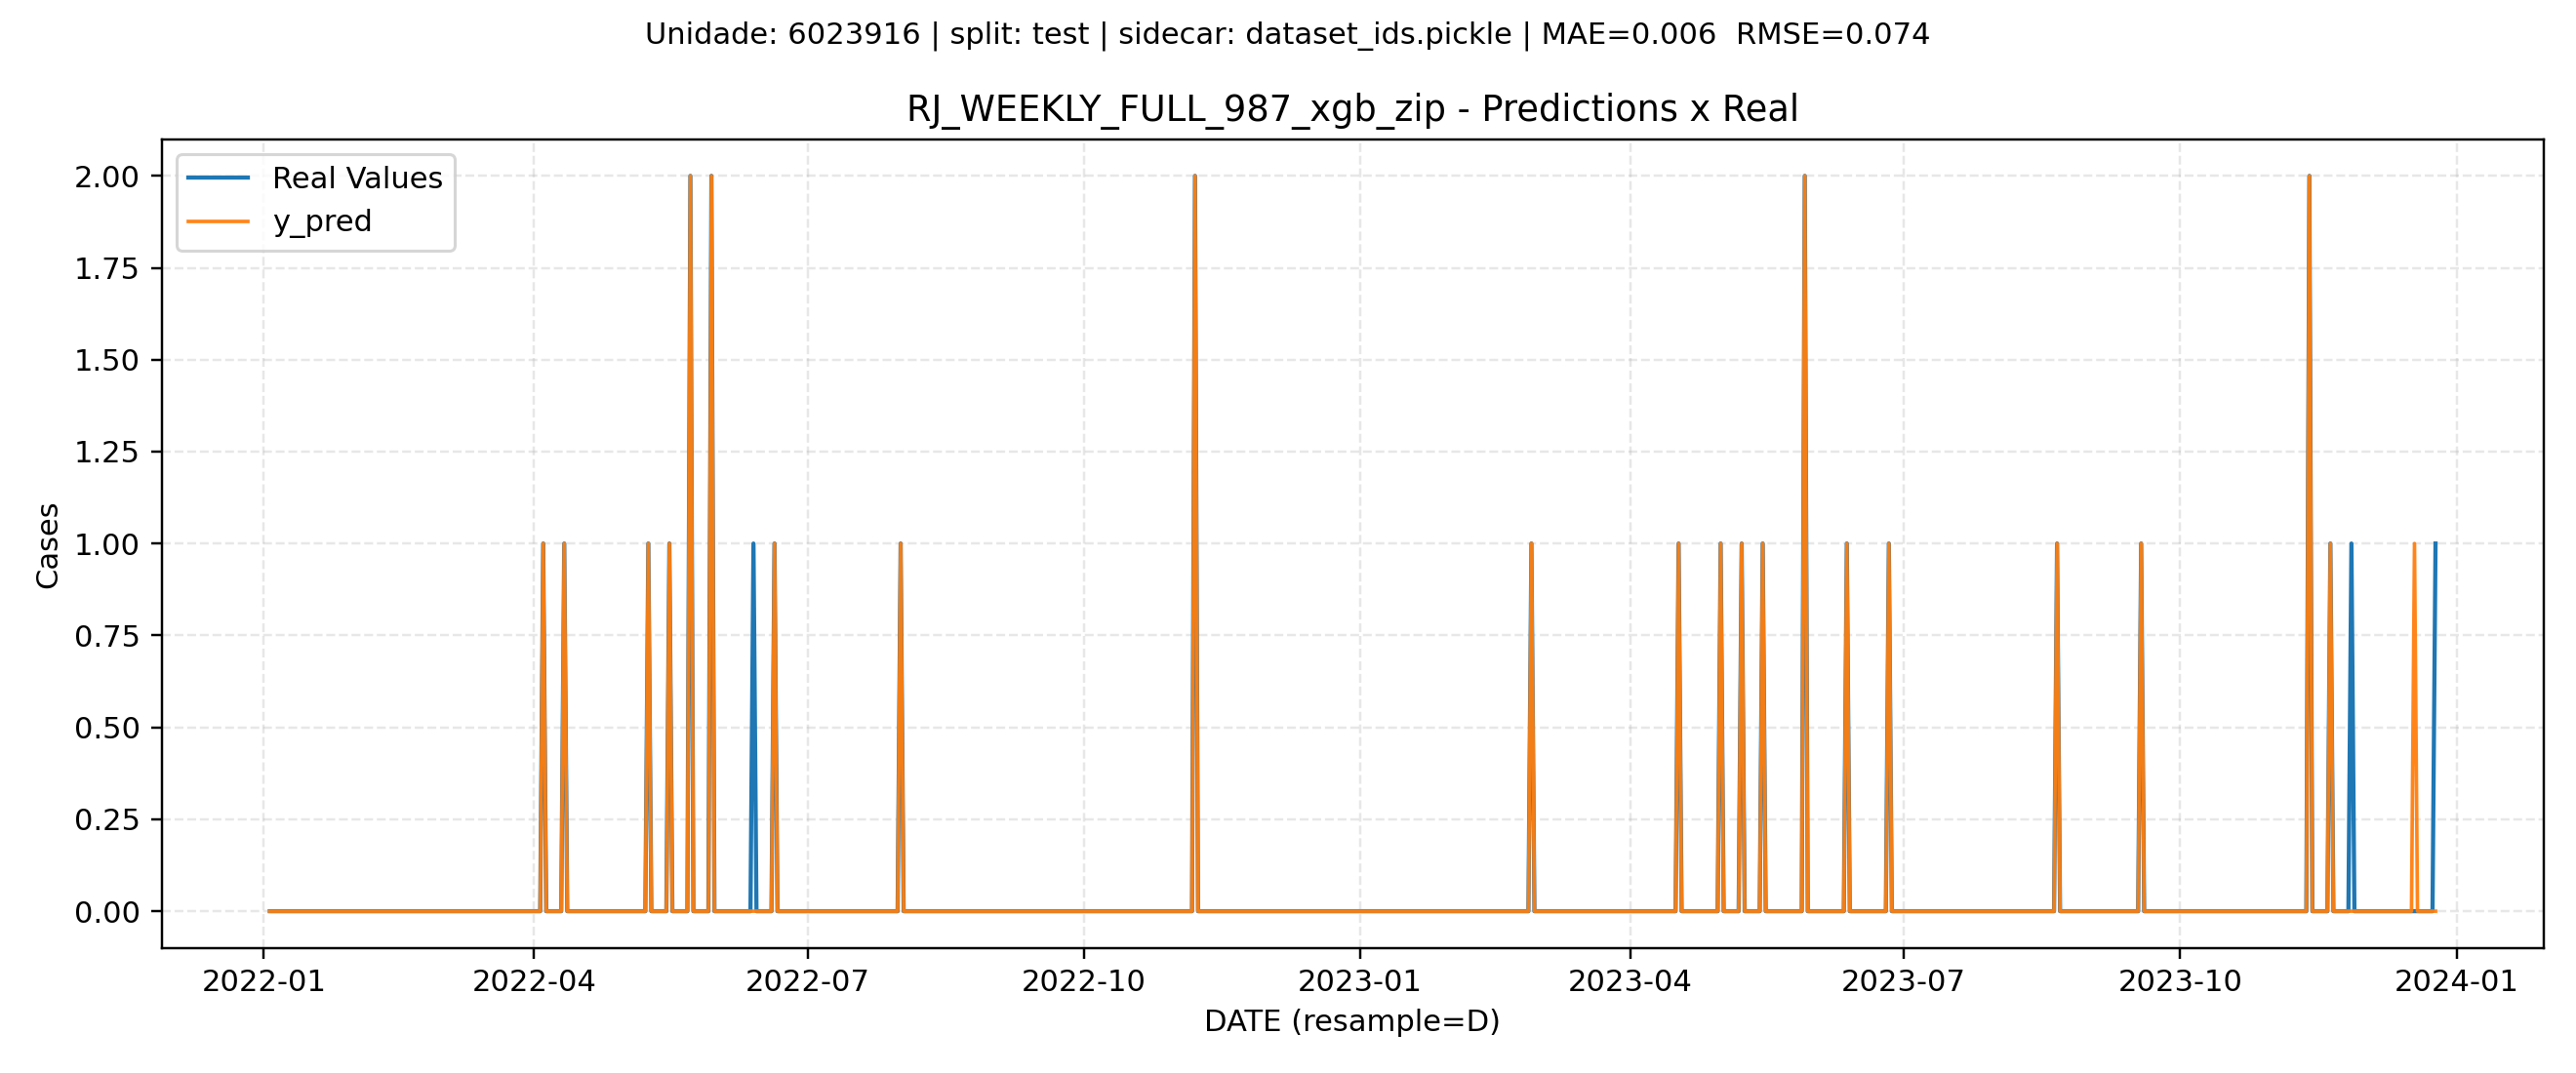 Unidade: 6023916 | split: test | sidecar: dataset_ids.pickle | MAE=0.006  RMSE=0.074
RJ_WEEKLY_FULL_987_xgb_zip - Predictions x Real
Real Values
y_pred
2.00
1.75
1.50
1.25
1.00
0.75
0.50
0.25
0.00
Cases
2022-01 2022-04 2022-07 2022-10 2023-01 2023-04 2023-07 2023-10 2024-01
DATE (resample=D)